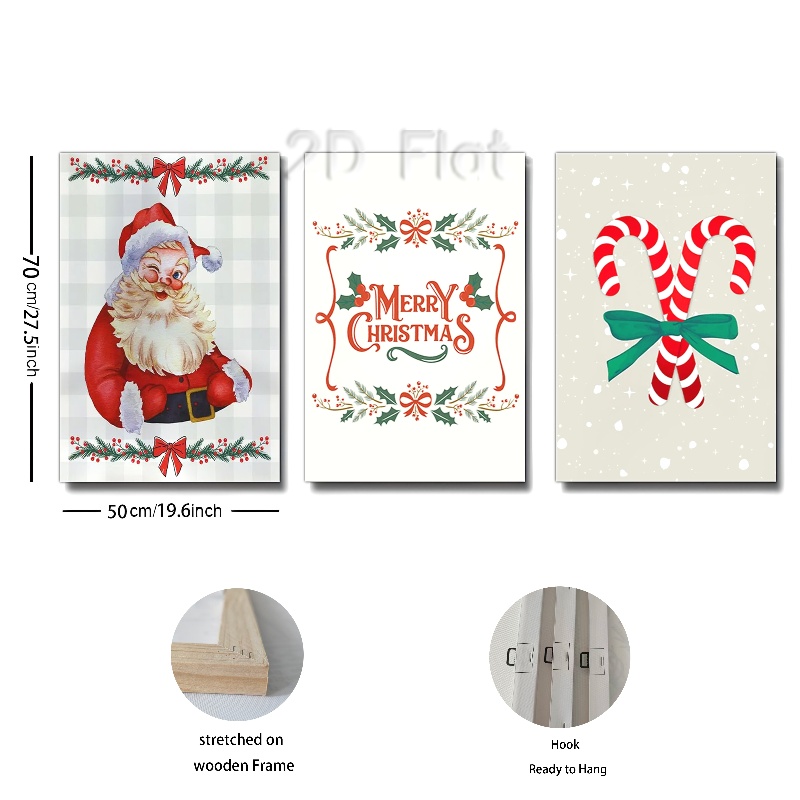 2D Flat
70cm/27.5inch
MERRY
CHRISTMAS
50cm/19.6inch
stretched on
wooden Frame
Hook
Ready to Hang